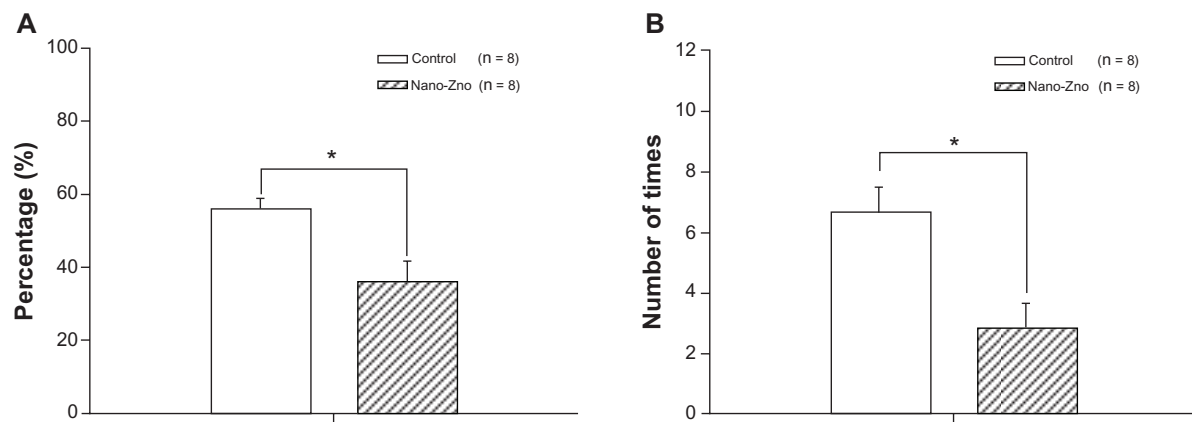 A
Percentage (%)
100
80
60
40
20
0
Control (n = 8)
Nano-Zno (n = 8)
*
B
Number of times
12
10
8
6
4
2
0
Control (n = 8)
Nano-Zno (n = 8)
*